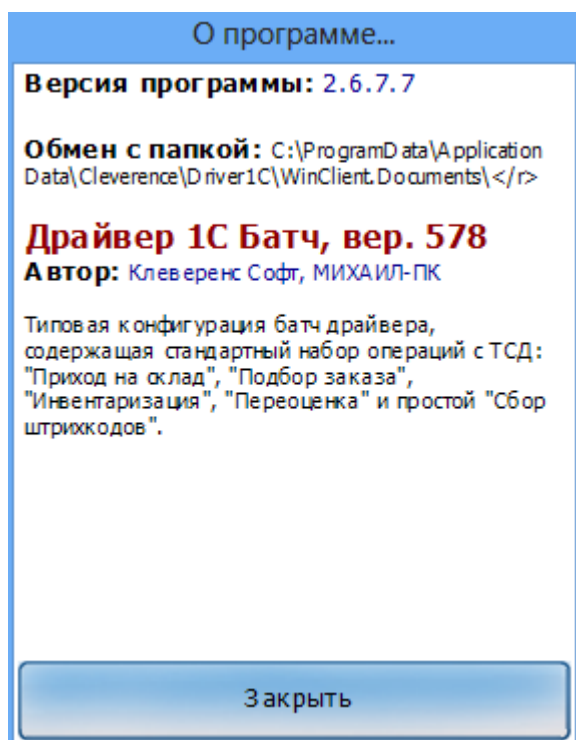 О программе...
Версия программы: 2.6.7.7
Обмен с папкой: C:\ProgramData\Application
Data\Cleverence\Driver1C\WinClient.Documents\</r>
Драйвер 1С Батч, вер. 578
Автор: Клеверенс Софт, МИХАИЛ-ПК
Типовая конфигурация батч драйвера,
содержащая стандартный набор операций с ТСД:
"Приход на склад", "Подбор заказа",
"Инвентаризация", "Переоценка" и простой "Сбор
штрихкодов".
Закрыть